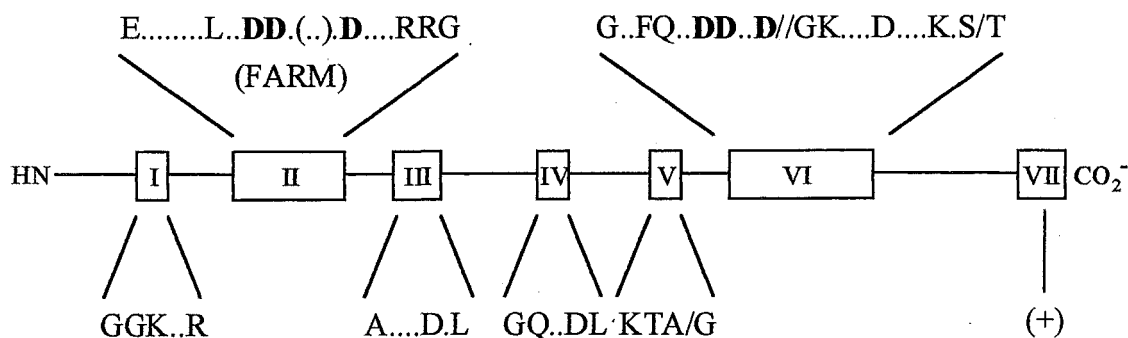 E........L..DD.(..).D....RRG G..FQ..DD..D//GK....D....K.S/T
(FARM)
HN I II III IV V VI VII CO₂⁻
GGK..R A....D.L GQ..DL KTA/G (+)